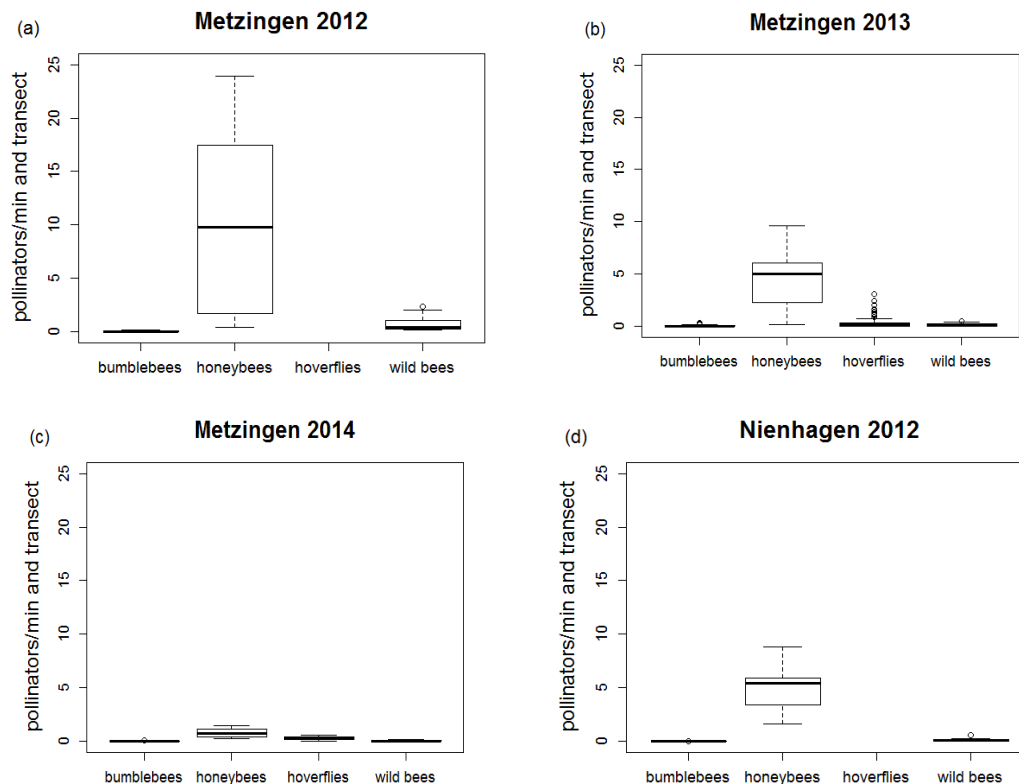 (a)
Metzingen 2012
pollinators/min and transect
25
20
15
10
5
0
bumblebees honeybees hoverflies wild bees
(b)
Metzingen 2013
pollinators/min and transect
25
20
15
10
5
0
bumblebees honeybees hoverflies wild bees
(c)
Metzingen 2014
pollinators/min and transect
25
20
15
10
5
0
bumblebees honeybees hoverflies wild bees
(d)
Nienhagen 2012
pollinators/min and transect
25
20
15
10
5
0
bumblebees honeybees hoverflies wild bees